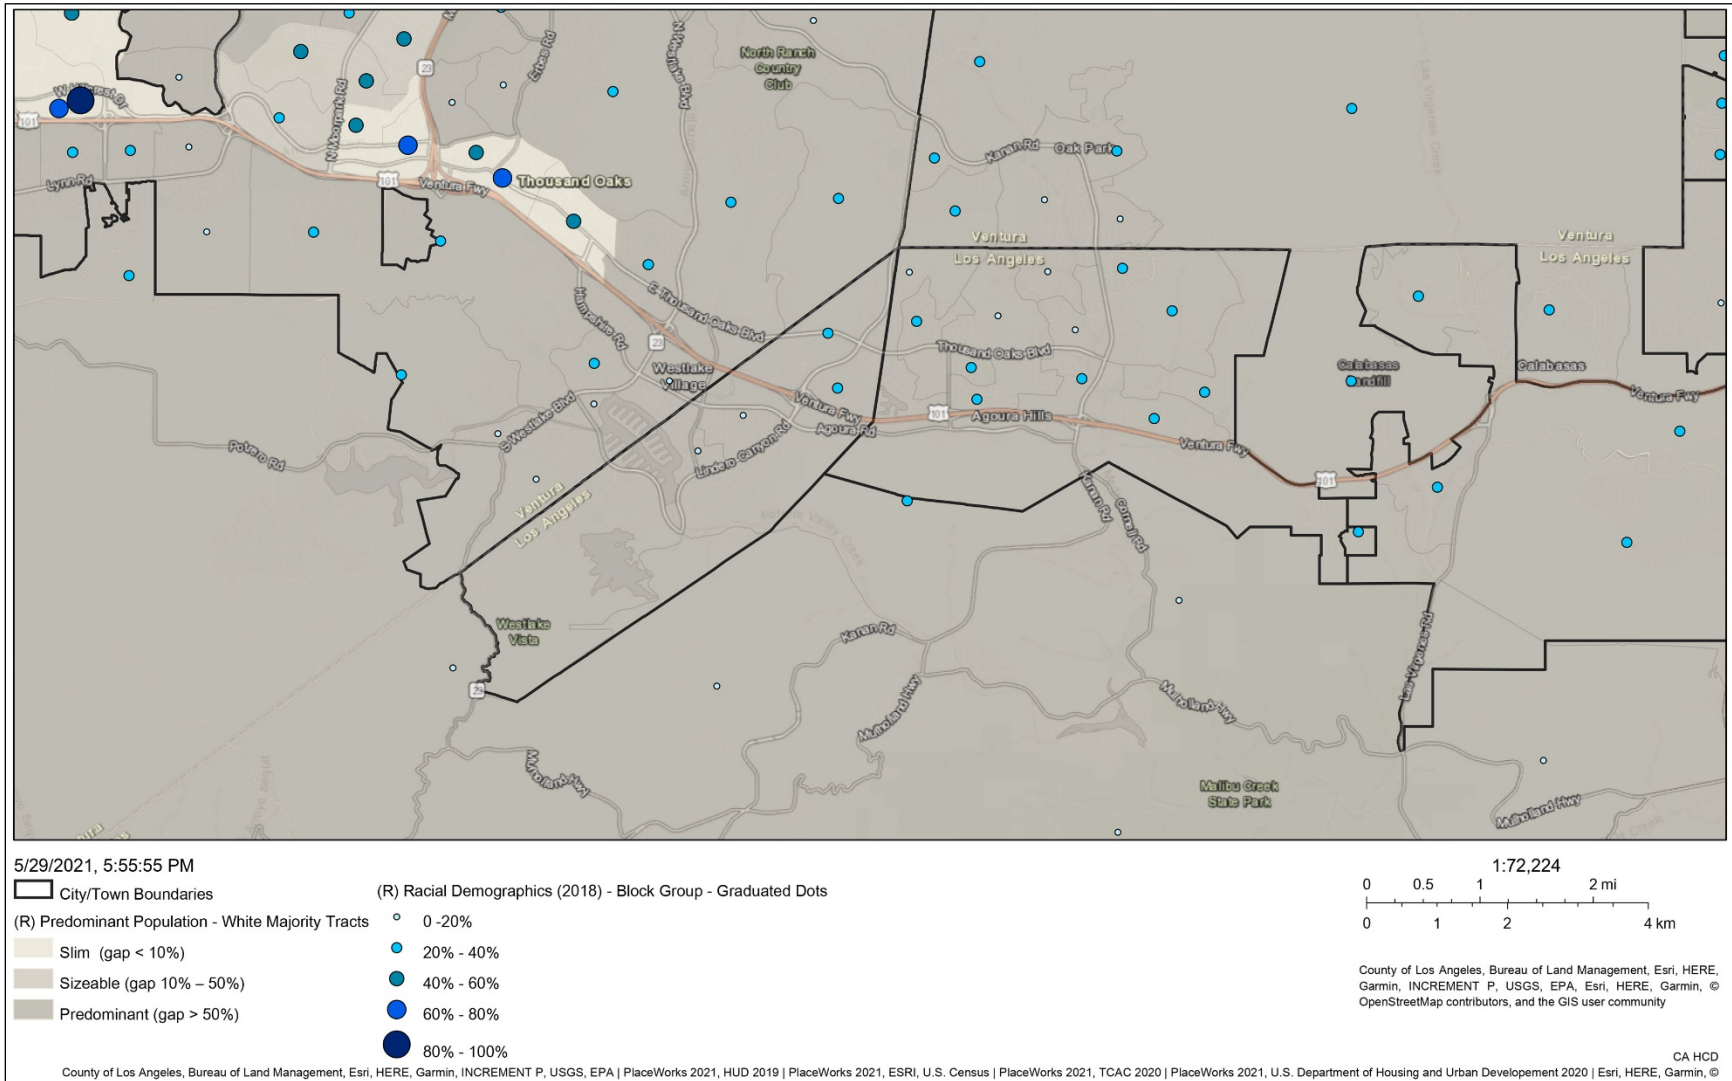 North Ranch
Country
Club
23
Erbes Rd
N Westlake Blvd
W Hillcrest Dr
101
N Moorpark Rd
Kanan Rd
Oak Park
Lynn Rd
101
Ventura Fwy
Thousand Oaks
Ventura
Los Angeles
Ventura
Los Angeles
Las Virgenes Creek
Hampshire Rd
E Thousand Oaks Blvd
23
Westlake
Village
Thousand Oaks Blvd
Calabasas
Landfill
Calabasas
Ventura Fwy
Ventura Fwy
101
Agoura Hills
Agoura Rd
Ventura Fwy
S Westlake Blvd
Lindero Canyon Rd
Potrero Rd
101
Ventura
Los Angeles
Kanan Rd
Cornell Rd
Potrero Valley Creek
Westlake
Vista
Kanan Rd
Las Virgenes Rd
23
Mulholland Hwy
Mulholland Hwy
Mulholland Hwy
Malibu Creek
State Park
Mulholland Hwy
5/29/2021, 5:55:55 PM
City/Town Boundaries
(R) Predominant Population - White Majority Tracts
Slim (gap < 10%)
Sizeable (gap 10% – 50%)
Predominant (gap > 50%)
(R) Racial Demographics (2018) - Block Group - Graduated Dots
0 -20%
20% - 40%
40% - 60%
60% - 80%
80% - 100%
1:72,224
0 0.5 1 2 mi
0 1 2 4 km
County of Los Angeles, Bureau of Land Management, Esri, HERE,
Garmin, INCREMENT P, USGS, EPA, Esri, HERE, Garmin, ©
OpenStreetMap contributors, and the GIS user community
CA HCD
County of Los Angeles, Bureau of Land Management, Esri, HERE, Garmin, INCREMENT P, USGS, EPA | PlaceWorks 2021, HUD 2019 | PlaceWorks 2021, ESRI, U.S. Census | PlaceWorks 2021, TCAC 2020 | PlaceWorks 2021, U.S. Department of Housing and Urban Developement 2020 | Esri, HERE, Garmin, ©